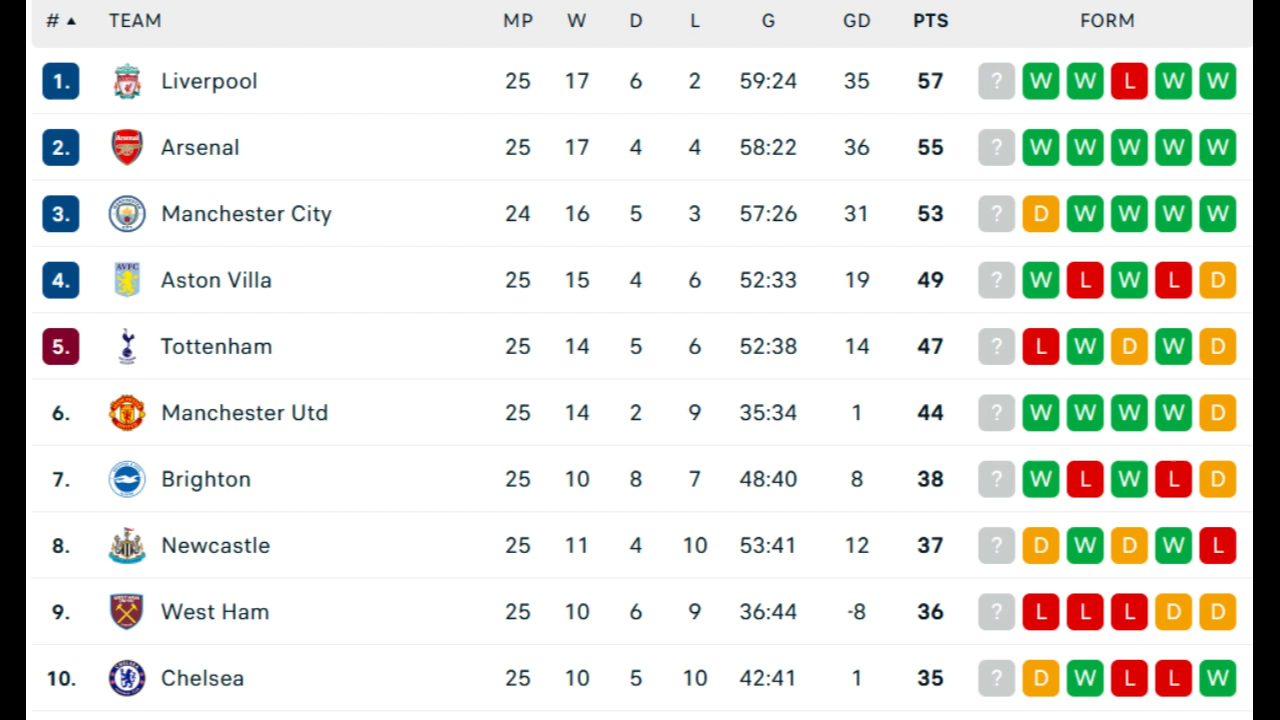 # ▲ TEAM MP W D L G GD PTS FORM
1. Liverpool 25 17 6 2 59:24 35 57 ? W W L W W
2. Arsenal 25 17 4 4 58:22 36 55 ? W W W W W
3. Manchester City 24 16 5 3 57:26 31 53 ? D W W W W
4. Aston Villa 25 15 4 6 52:33 19 49 ? W L W L D
5. Tottenham 25 14 5 6 52:38 14 47 ? L W D W D
6. Manchester Utd 25 14 2 9 35:34 1 44 ? W W W W D
7. Brighton 25 10 8 7 48:40 8 38 ? W L W L D
8. Newcastle 25 11 4 10 53:41 12 37 ? D W D W L
9. West Ham 25 10 6 9 36:44 -8 36 ? L L L D D
10. Chelsea 25 10 5 10 42:41 1 35 ? D W L L W